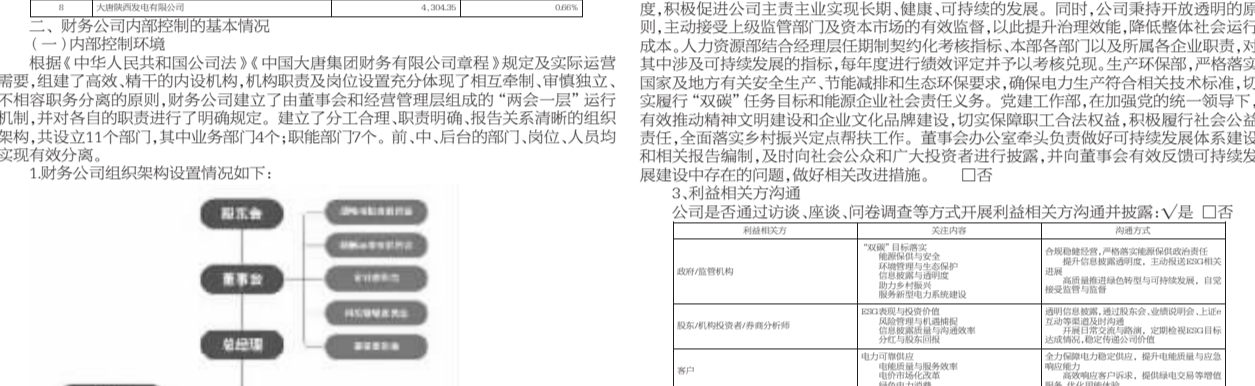 8 大唐陕西发电有限公司 4,304.35 0.66%
二、财务公司内部控制的基本情况
(一)内部控制环境
根据《中华人民共和国公司法》《中国大唐集团财务有限公司章程》规定及实际运营
需要,组建了高效、精干的内设机构,机构职责及岗位设置充分体现了相互牵制、审慎独立、
不相容职务分离的原则,财务公司建立了由董事会和经营管理层组成的“两会一层”运行
机制,并对各自的职责进行了明确规定。建立了分工合理、职责明确、报告关系清晰的组织
架构,共设立11个部门,其中业务部门4个;职能部门7个。前、中、后台的部门、岗位、人员均
实现有效分离。
1.财务公司组织架构设置情况如下:
股东会
董事会
总经理
度,积极促进公司主责主业实现长期、健康、可持续的发展。同时,公司秉持开放透明的原
则,主动接受上级监管部门及资本市场的有效监督,以此提升治理效能,降低整体社会运行
成本。人力资源部结合经理层任期制契约化考核指标、本部各部门以及所属各企业职责,对
其中涉及可持续发展的指标,每年度进行绩效评定并予以考核兑现。生产环保部,严格落实
国家及地方有关安全生产、节能减排和生态环保要求,确保电力生产符合相关技术标准,切
实履行“双碳”任务目标和能源企业社会责任义务。党建工作部,在加强党的统一领导下,
有效推动精神文明建设和企业文化品牌建设,切实保障职工合法权益,积极履行社会公益
责任,全面落实乡村振兴定点帮扶工作。董事会办公室牵头负责做好可持续发展体系建设
和相关报告编制,及时向社会公众和广大投资者进行披露,并向董事会有效反馈可持续发
展建设中存在的问题,做好相关改进措施。 □否
3、利益相关方沟通
公司是否通过访谈、座谈、问卷调查等方式开展利益相关方沟通并披露:√是 □否
利益相关方 关注内容 沟通方式
政府/监管机构
“双碳”目标落实
能源保供与安全
环境管理与生态保护
信息披露与透明度
助力乡村振兴
服务新型电力系统建设
合规稳健经营,严格落实能源保供政治责任
提升信息披露透明度,主动报送ESG相关
进展
高质量推进绿色转型与可持续发展,自觉
接受监管与监督
股东/机构投资者/券商分析师
ESG表现与投资价值
风险管理与机遇捕捉
信息披露质量与沟通效率
分红与股东回报
透明信息披露,通过股东会、业绩说明会、上证e
互动等渠道及时沟通
开展日常交流与路演,定期检视ESG目标
达成情况,稳定传递公司价值
客户
电力可靠供应
电能质量与服务效率
电价市场化改革
绿色电力消费
全力保障电力稳定供应,提升电能质量与应急
响应能力
高效响应客户诉求,提供绿电交易等增值
服务,优化用能体验